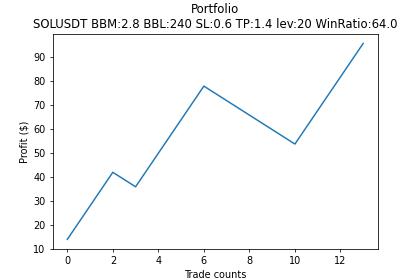 Portfolio
SOLUSDT BBM:2.8 BBL:240 SL:0.6 TP:1.4 lev:20 WinRatio:64.0
90
80
70
60
50
40
30
20
10
Profit ($)
0 2 4 6 8 10 12
Trade counts